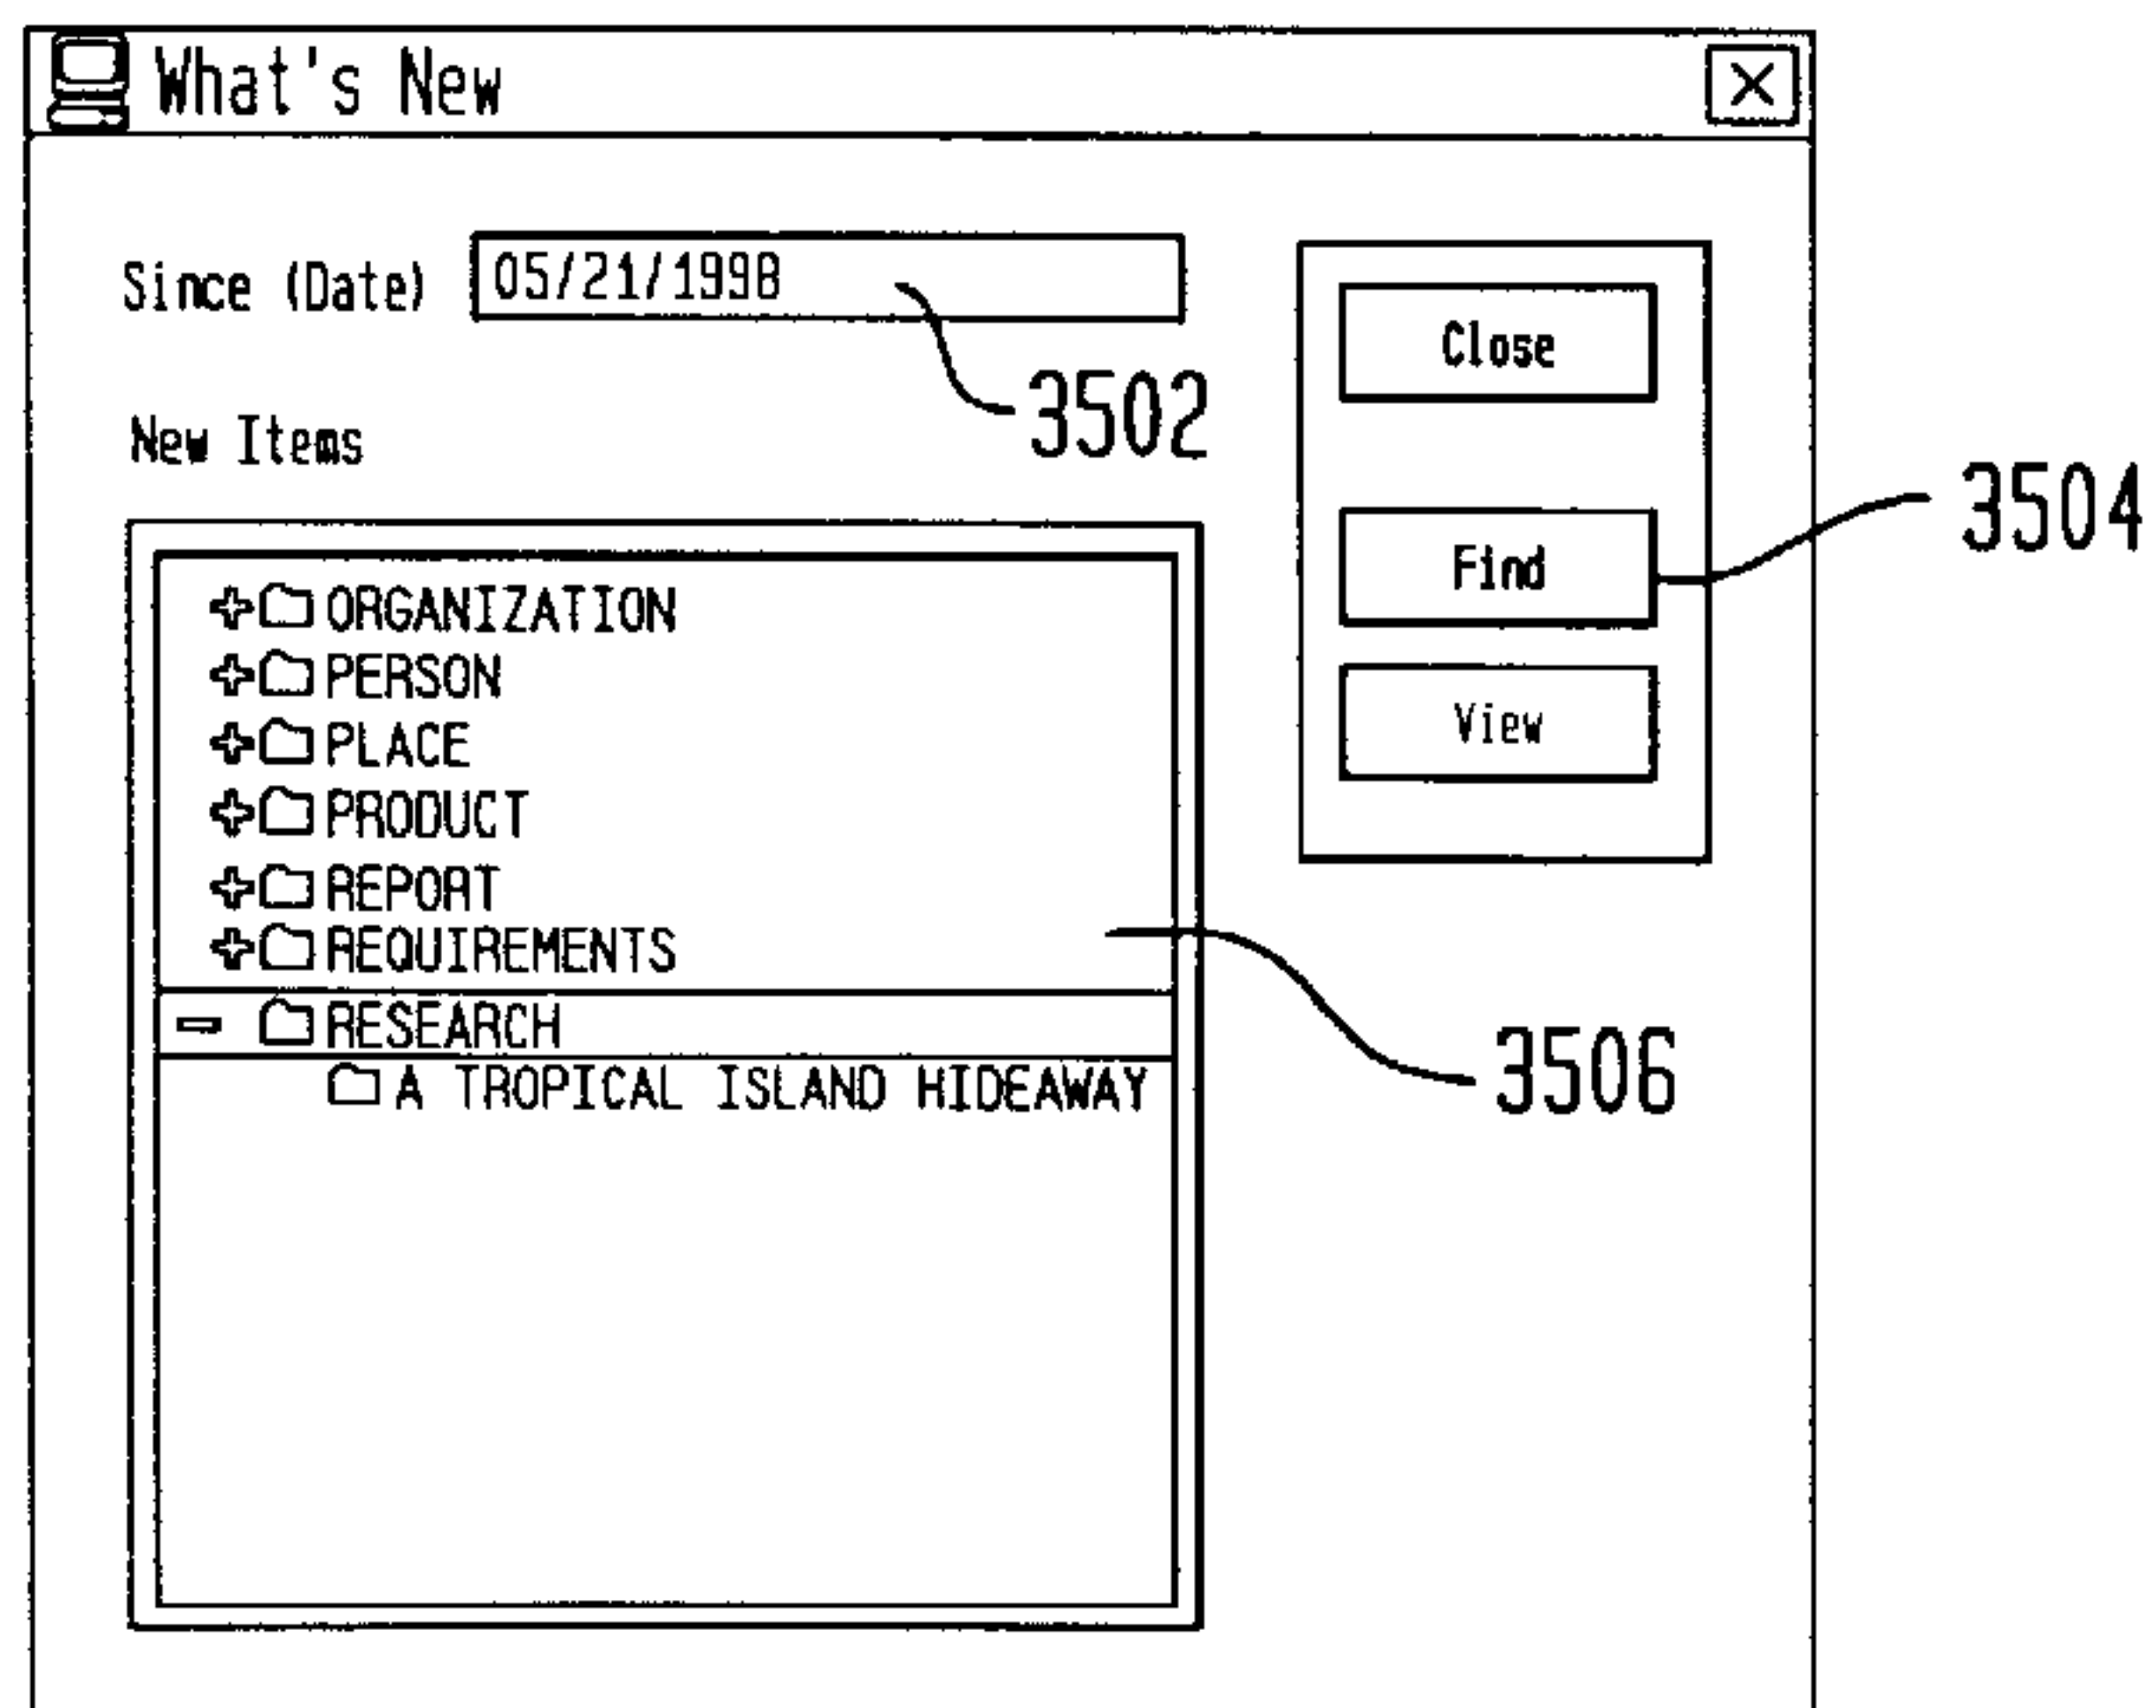 What's New
Since (Date) 05/21/1998
3502
Close
New Items
3504
Find
View
ORGANIZATION
PERSON
PLACE
PRODUCT
REPORT
REQUIREMENTS
3506
RESEARCH
A TROPICAL ISLAND HIDEAWAY